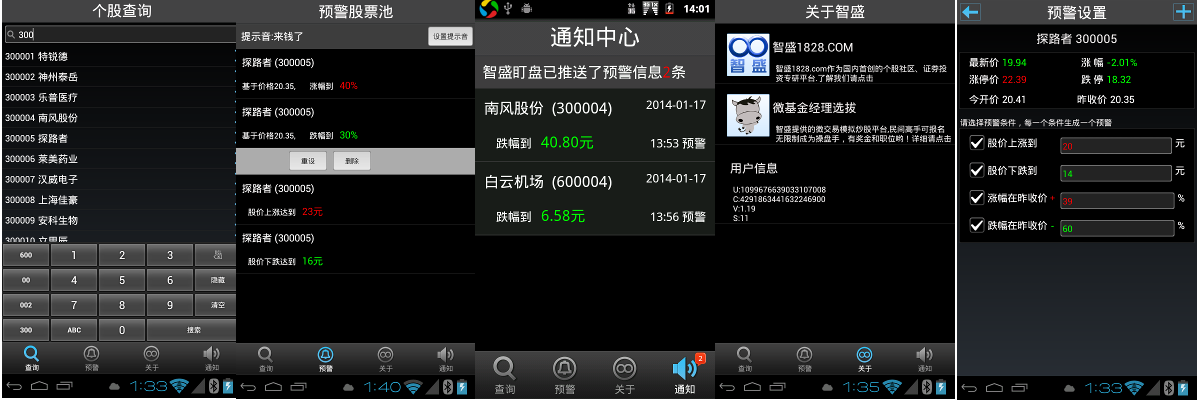 个股查询
300
300001 特锐德
300002 神州泰岳
300003 乐普医疗
300004 南风股份
300005 探路者
300006 莱美药业
300007 汉威电子
300008 上海佳豪
300009 安科生物
300010 立思辰
600 1 2 3
00 4 5 6 隐藏
002 7 8 9 清空
300 ABC 0 搜索
查询 预警 关于 通知
1:33
预警股票池
提示音:来钱了 设置提示音
探路者 (300005)
基于价格20.35, 涨幅到 40%
探路者 (300005)
基于价格20.35, 跌幅到 30%
重设 删除
探路者 (300005)
股价上涨达到 23元
探路者 (300005)
股价下跌达到 16元
查询 预警 关于 通知
1:40
14:01
通知中心
智盛盯盘已推送了预警信息2条
南风股份 (300004) 2014-01-17
跌幅到 40.80元 13:53 预警
白云机场 (600004) 2014-01-17
跌幅到 6.58元 13:56 预警
2
查询 预警 关于 通知
关于智盛
智盛
智盛1828.COM
智盛1828.com作为国内首创的个股社区、证券投
资专研平台.了解我们请点击
微基金经理选拔
智盛提供的微交易模拟炒股平台,民间高手可报名
无限制成为操盘手，有奖金和职位哟！详细请点击
用户信息
U:1099676639033107008
C:4291863441632246900
V:1.19
S:11
查询 预警 关于 通知
1:35
预警设置
探路者 300005
最新价 19.94 涨 幅 -2.01%
涨停价 22.39 跌 停 18.32
今开价 20.41 昨收价 20.35
请选择预警条件，每一个条件生成一个预警
股价上涨到 20 元
股价下跌到 14 元
涨幅在昨收价 + 39 %
跌幅在昨收价 - 60 %
1:33